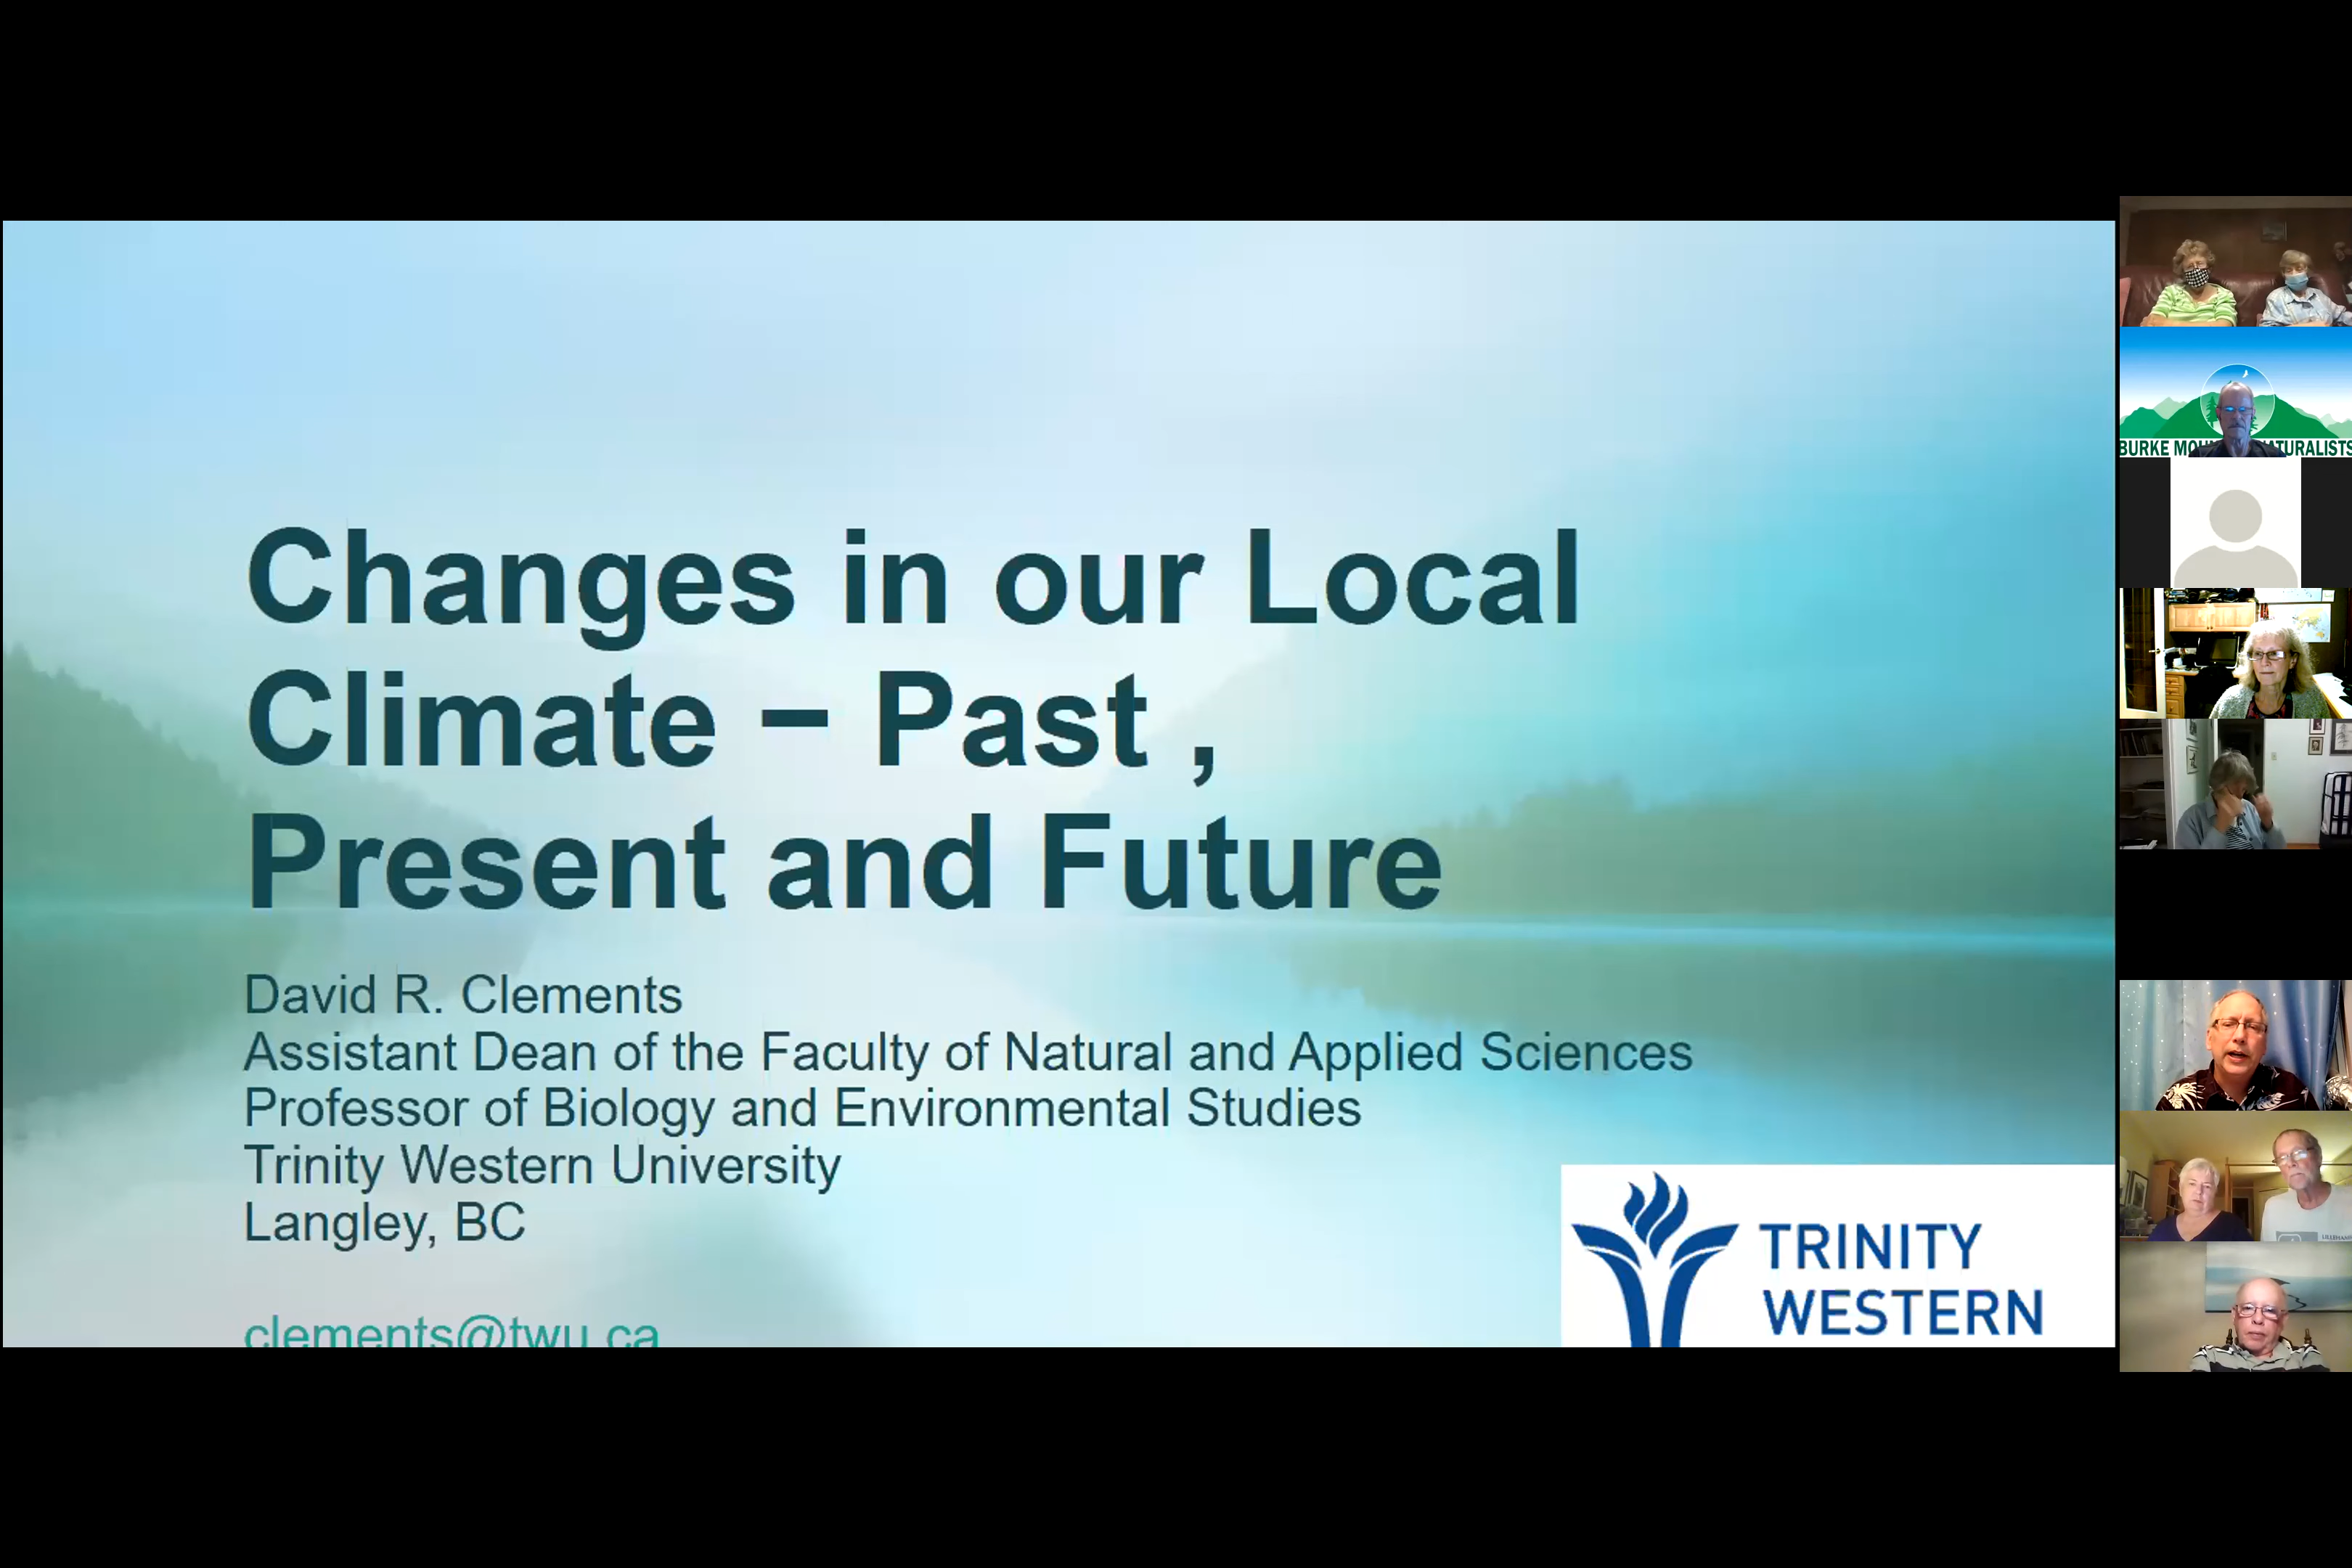 Changes in our Local
Climate – Past ,
Present and Future
David R. Clements
Assistant Dean of the Faculty of Natural and Applied Sciences
Professor of Biology and Environmental Studies
Trinity Western University
Langley, BC
clements@twu.ca
TRINITY
WESTERN
BURKE MOU TURALISTS